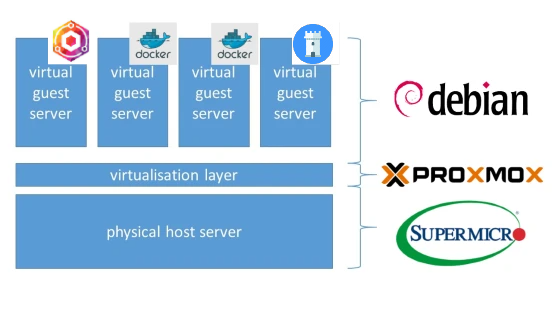 docker
docker
virtual
guest
server
virtual
guest
server
virtual
guest
server
virtual
guest
server
debian
virtualisation layer
PROXMOX
physical host server
SUPERMICRO